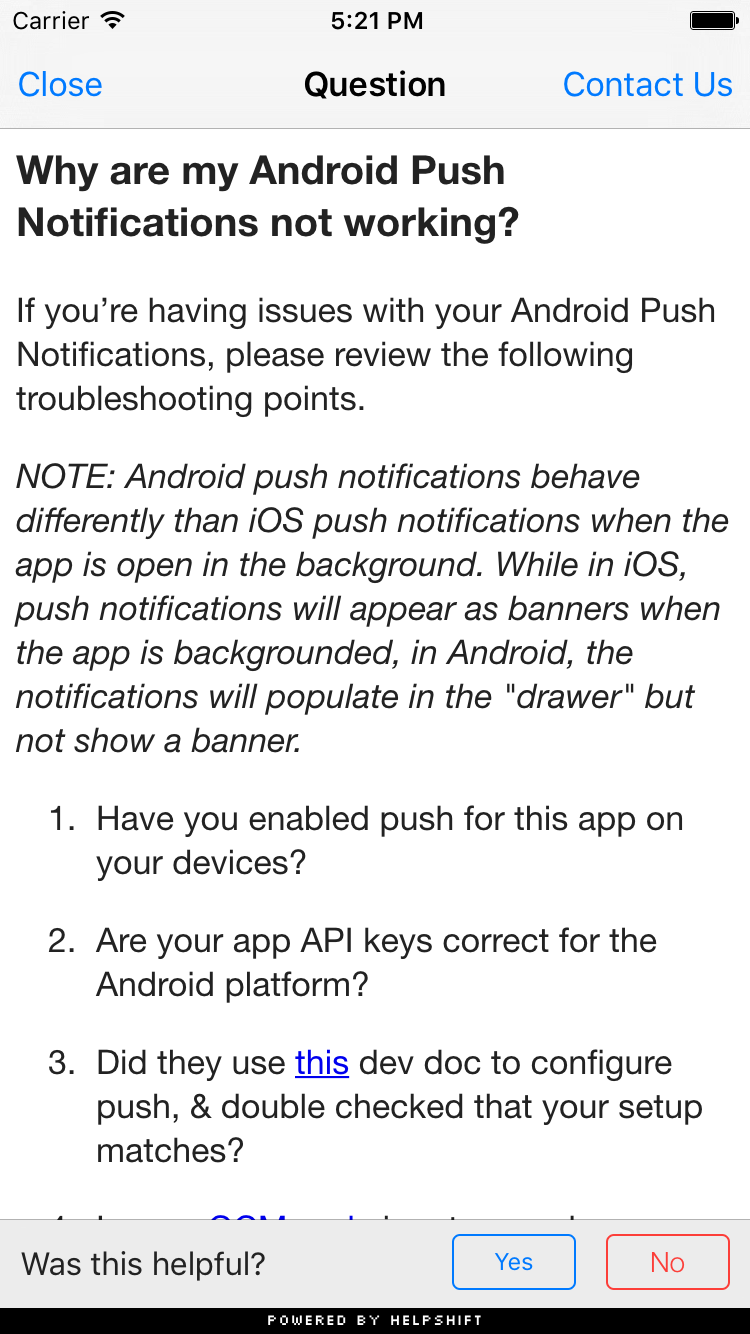 Carrier 5:21 PM
Close Question Contact Us
Why are my Android Push
Notifications not working?
If you’re having issues with your Android Push
Notifications, please review the following
troubleshooting points.
NOTE: Android push notifications behave
differently than iOS push notifications when the
app is open in the background. While in iOS,
push notifications will appear as banners when
the app is backgrounded, in Android, the
notifications will populate in the "drawer" but
not show a banner.
1. Have you enabled push for this app on
your devices?
2. Are your app API keys correct for the
Android platform?
3. Did they use this dev doc to configure
push, & double checked that your setup
matches?
Was this helpful? Yes No
POWERED BY HELPSHIFT